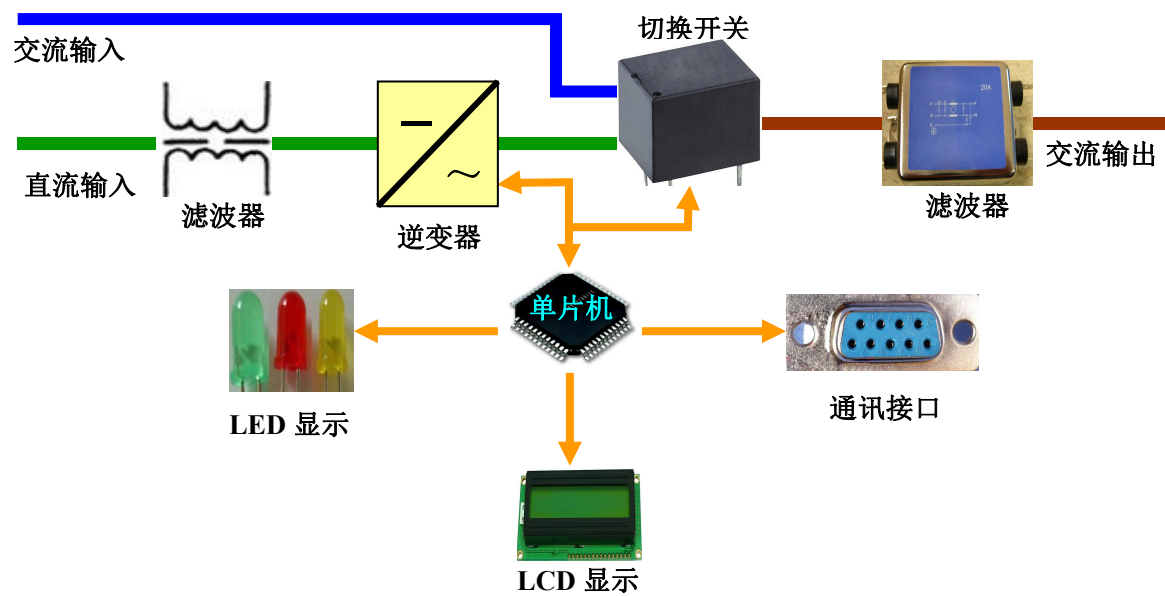 切换开关
交流输入
20A
直流输入
交流输出
滤波器
逆变器
滤波器
单片机
LED 显示
通讯接口
LCD 显示